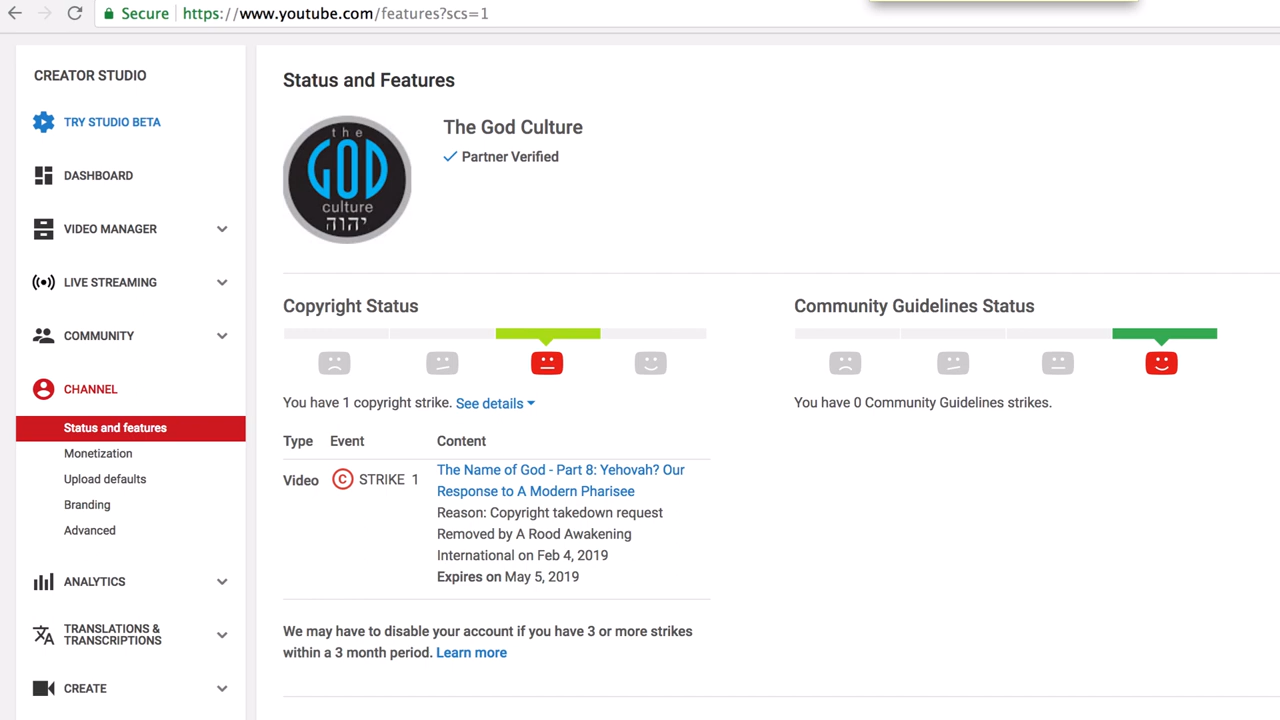 Secure https://www.youtube.com/features?scs=1
CREATOR STUDIO
TRY STUDIO BETA
DASHBOARD
VIDEO MANAGER
LIVE STREAMING
COMMUNITY
CHANNEL
Status and features
Monetization
Upload defaults
Branding
Advanced
ANALYTICS
TRANSLATIONS &
TRANSCRIPTIONS
CREATE
Status and Features
the
GOD
culture
יהוה
The God Culture
Partner Verified
Copyright Status
You have 1 copyright strike. See details
Type Event Content
Video C STRIKE 1
The Name of God - Part 8: Yehovah? Our
Response to A Modern Pharisee
Reason: Copyright takedown request
Removed by A Rood Awakening
International on Feb 4, 2019
Expires on May 5, 2019
We may have to disable your account if you have 3 or more strikes
within a 3 month period. Learn more
Community Guidelines Status
You have 0 Community Guidelines strikes.